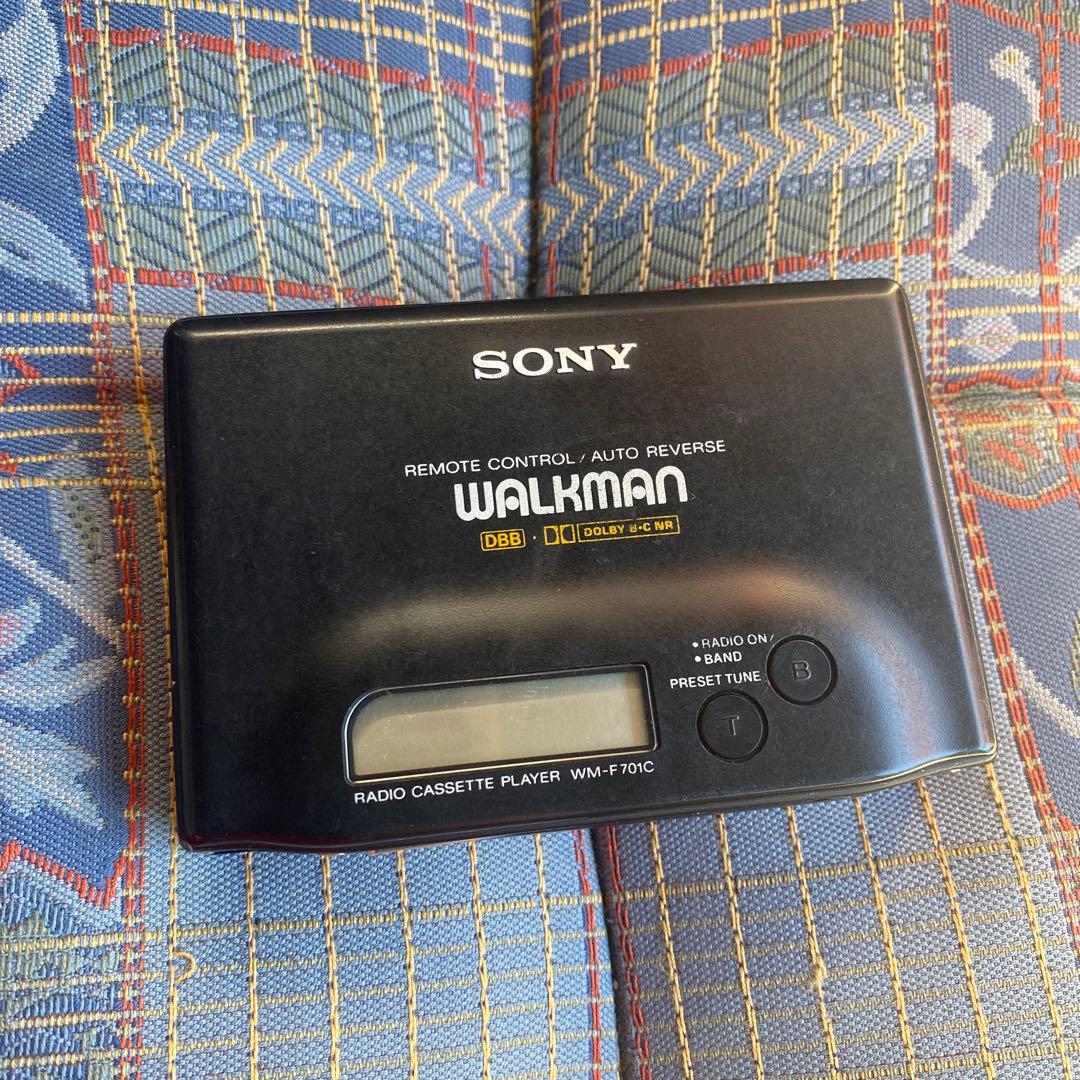 SONY
REMOTE CONTROL / AUTO REVERSE
WALKMAN
DBB · DOLBY B·C NR
• RADIO ON/
• BAND
B
PRESET TUNE
T
RADIO CASSETTE PLAYER WM-F701C